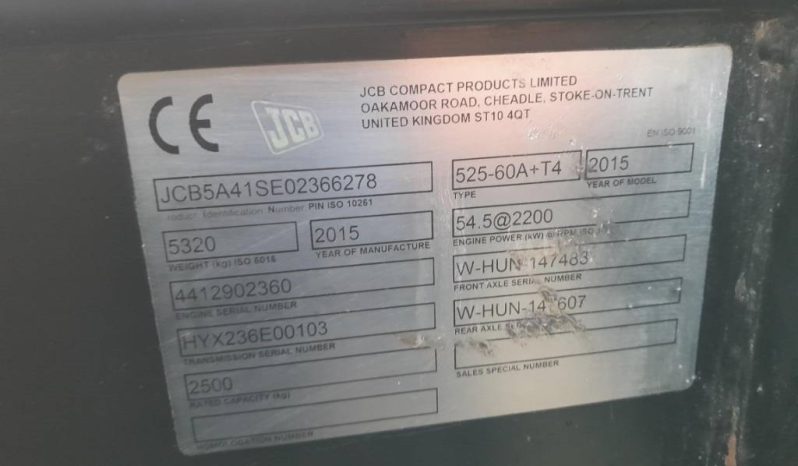 CE
JCB
JCB COMPACT PRODUCTS LIMITED
OAKAMOOR ROAD, CHEADLE, STOKE-ON-TRENT
UNITED KINGDOM ST10 4QT
EN ISO 9001
JCB5A41SE02366278
Product Identification Number PIN ISO 10261
525-60A+T4
TYPE
2015
YEAR OF MODEL
5320
WEIGHT (kg) ISO 6016
2015
YEAR OF MANUFACTURE
54.5@2200
ENGINE POWER (kW) @ RPM ISO
4412902360
ENGINE SERIAL NUMBER
W-HUN-147483
FRONT AXLE SERIAL NUMBER
HYX236E00103
TRANSMISSION SERIAL NUMBER
W-HUN-147607
REAR AXLE
2500
RATED CAPACITY (kg)
SALES SPECIAL NUMBER
HOMOLOGATION NUMBER